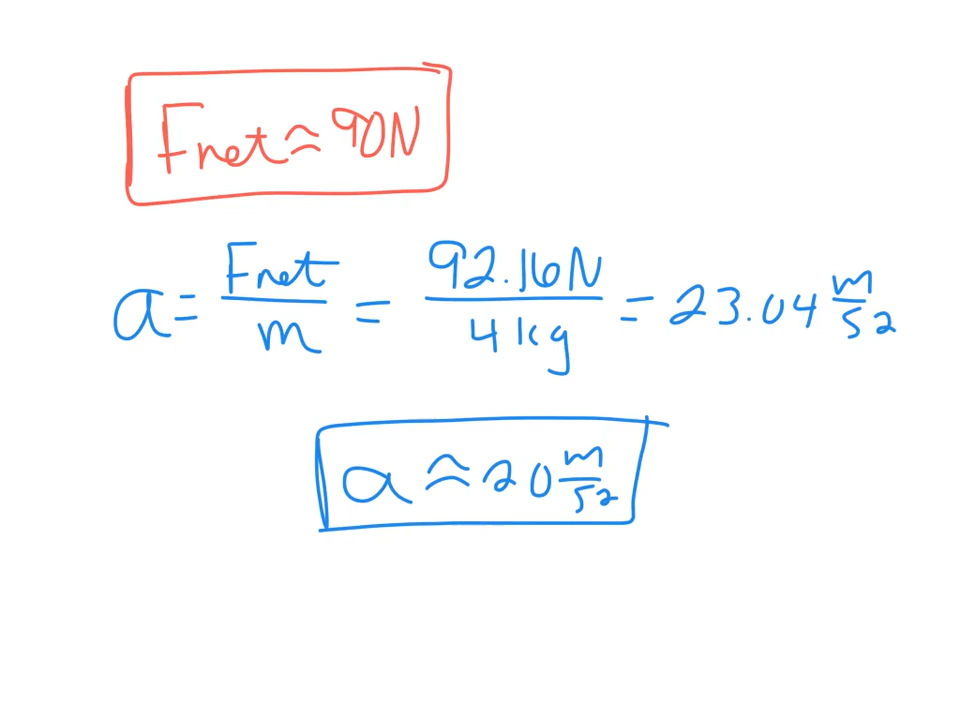 Fnet ≈ 90N
a = Fnet/m = 92.16N/4kg = 23.04 m/s2
a ≈ 20 m/s2